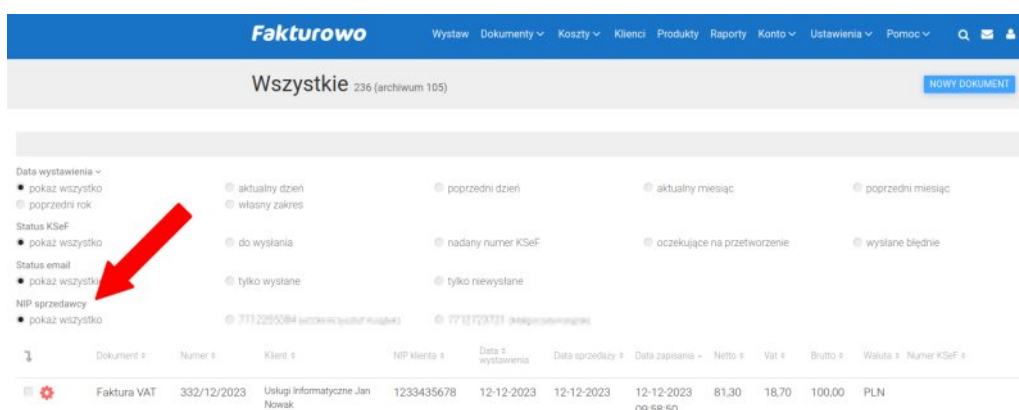 Fakturowo Wystaw Dokumenty Koszty Klienci Produkty Raporty Konto Ustawienia Pomoc
Wszystkie 236 (archiwum 105) NOWY DOKUMENT
Data wystawienia
pokaż wszystko aktualny dzień poprzedni dzień aktualny miesiąc poprzedni miesiąc
poprzedni rok własny zakres
Status KSeF
pokaż wszystko do wysłania nadany numer KSeF oczekujące na przetworzenie wysłane błędnie
Status email
pokaż wszystko tylko wysłane tylko niewysłane
NIP sprzedawcy
pokaż wszystko
Dokument Numer Klient NIP klienta Data wystawienia Data sprzedaży Data zapisania Netto Vat Brutto Waluta Numer KSeF
Faktura VAT 332/12/2023 Usługi Informatyczne Jan Nowak 1233435678 12-12-2023 12-12-2023 12-12-2023 09:58:50 81,30 18,70 100,00 PLN